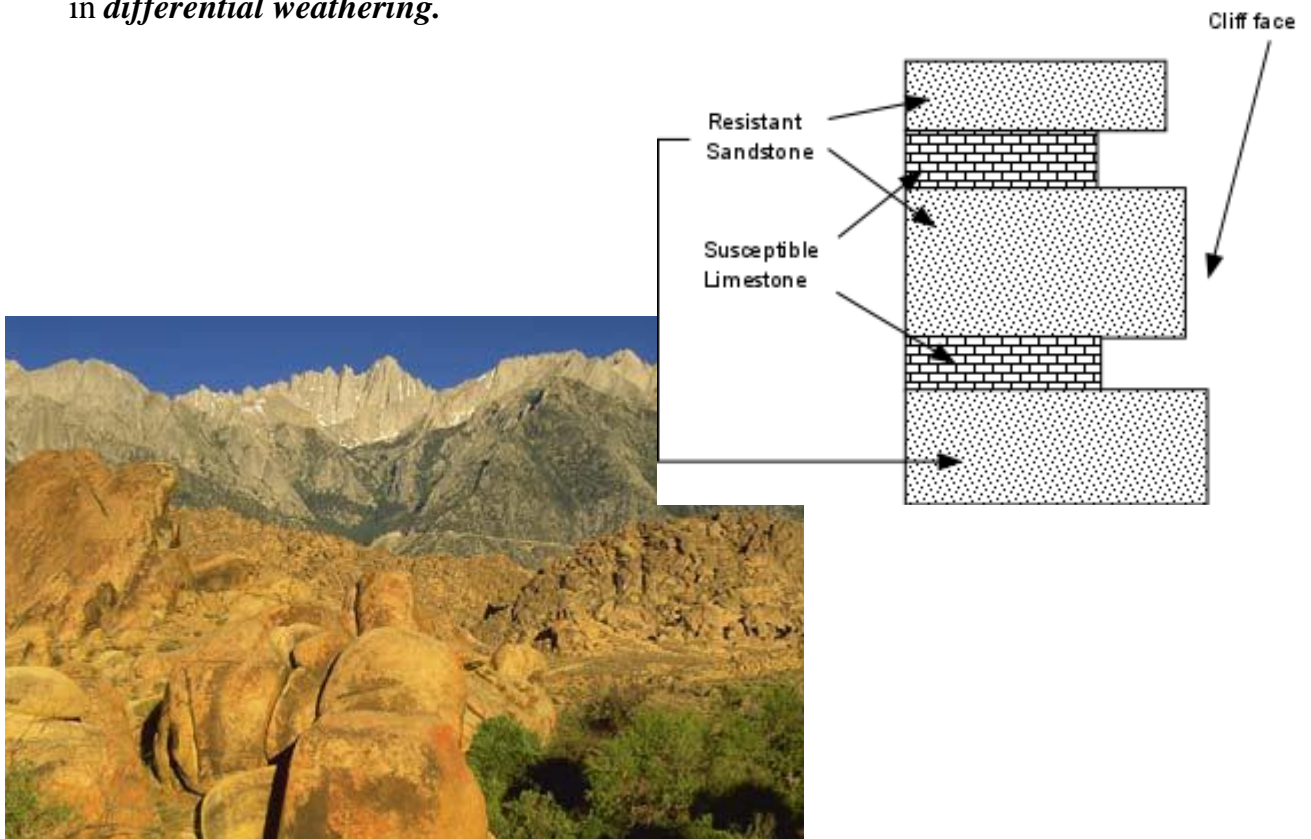 in differential weathering.
Cliff face
Resistant
Sandstone
Susceptible
Limestone